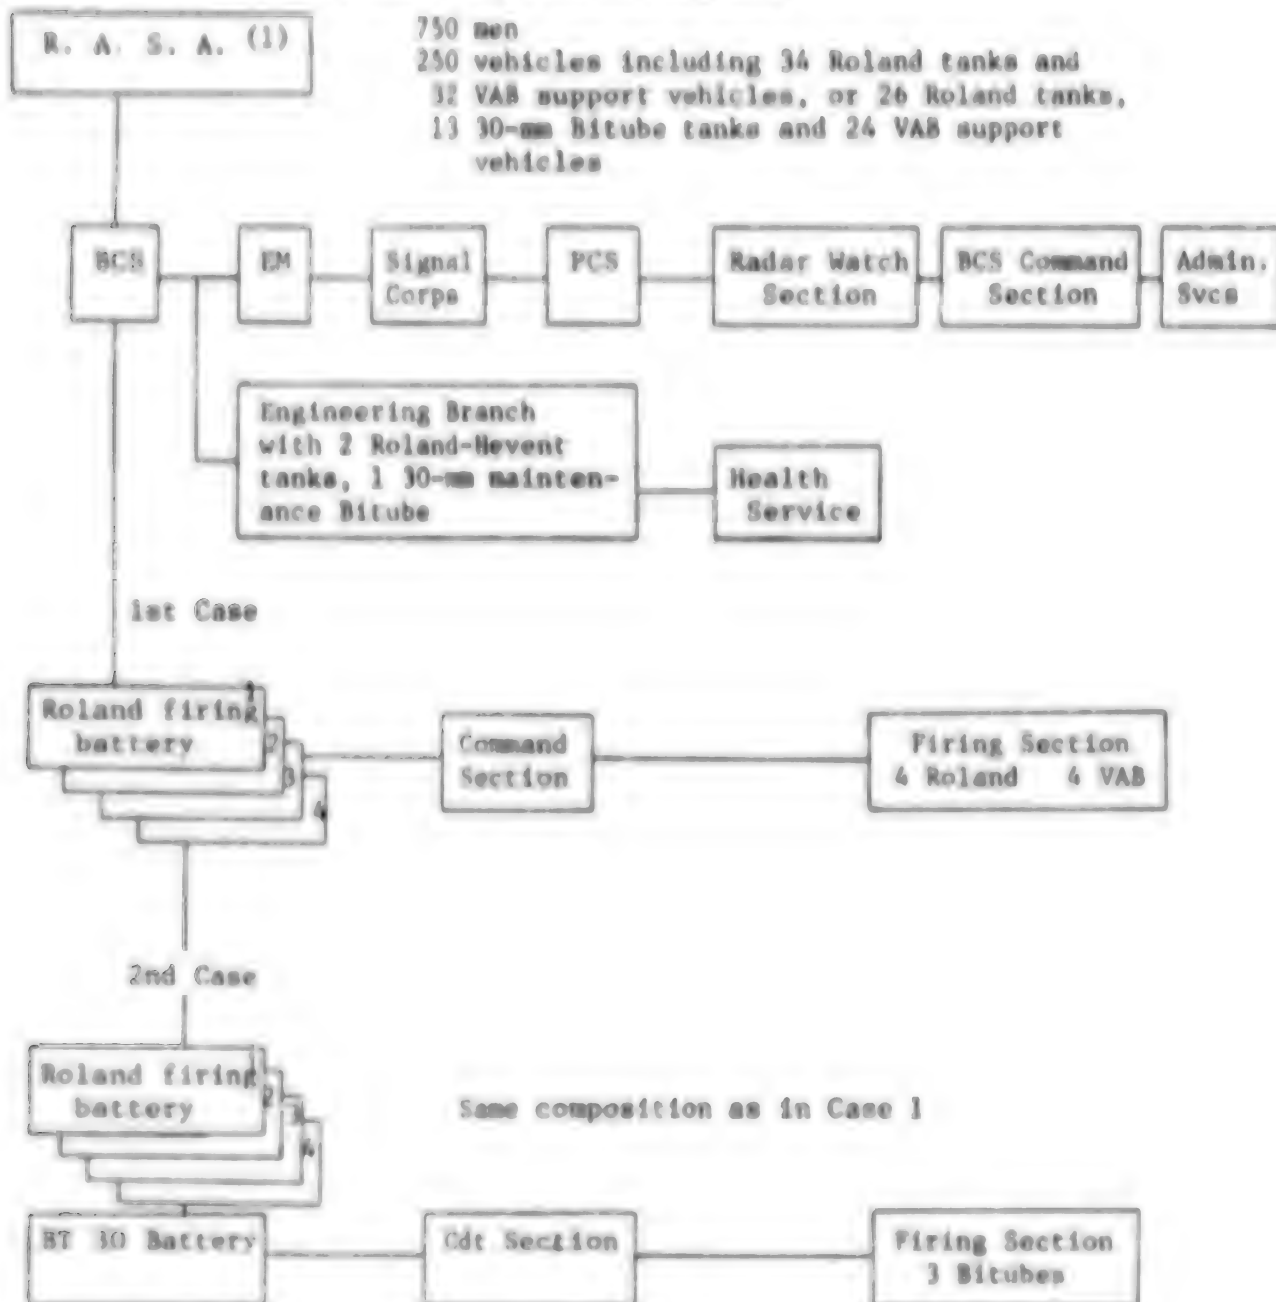 R. A. S. A. (1)
750 men
250 vehicles including 34 Roland tanks and
32 VAB support vehicles, or 26 Roland tanks,
13 30-mm Bitube tanks and 24 VAB support
vehicles
BCS
EM
Signal
Corps
PCS
Radar Watch
Section
BCS Command
Section
Admin.
Svcs
Engineering Branch
with 2 Roland-Hevent
tanks, 1 30-mm mainten-
ance Bitube
Health
Service
1st Case
Roland firing
battery
1
2
3
4
Command
Section
Firing Section
4 Roland 4 VAB
2nd Case
Roland firing
battery
2
4
Same composition as in Case 1
BT 30 Battery
Cdt Section
Firing Section
3 Bitubes